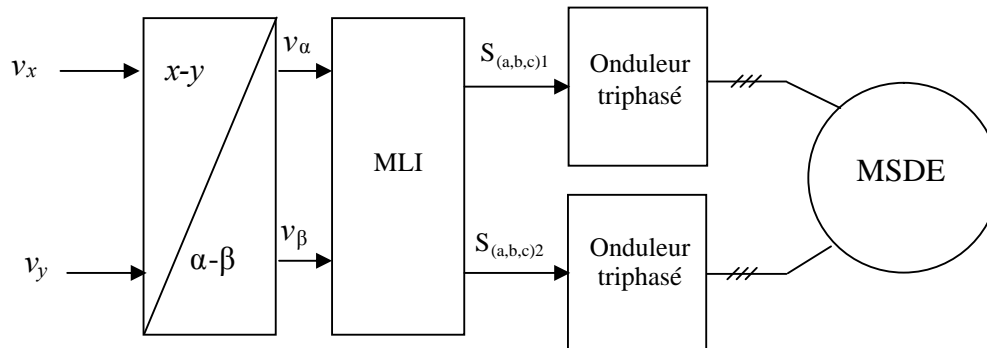 v_x
x-y
v_α
MLI
S_(a,b,c)1
Onduleur
triphasé
MSDE
v_y
α-β
v_β
S_(a,b,c)2
Onduleur
triphasé